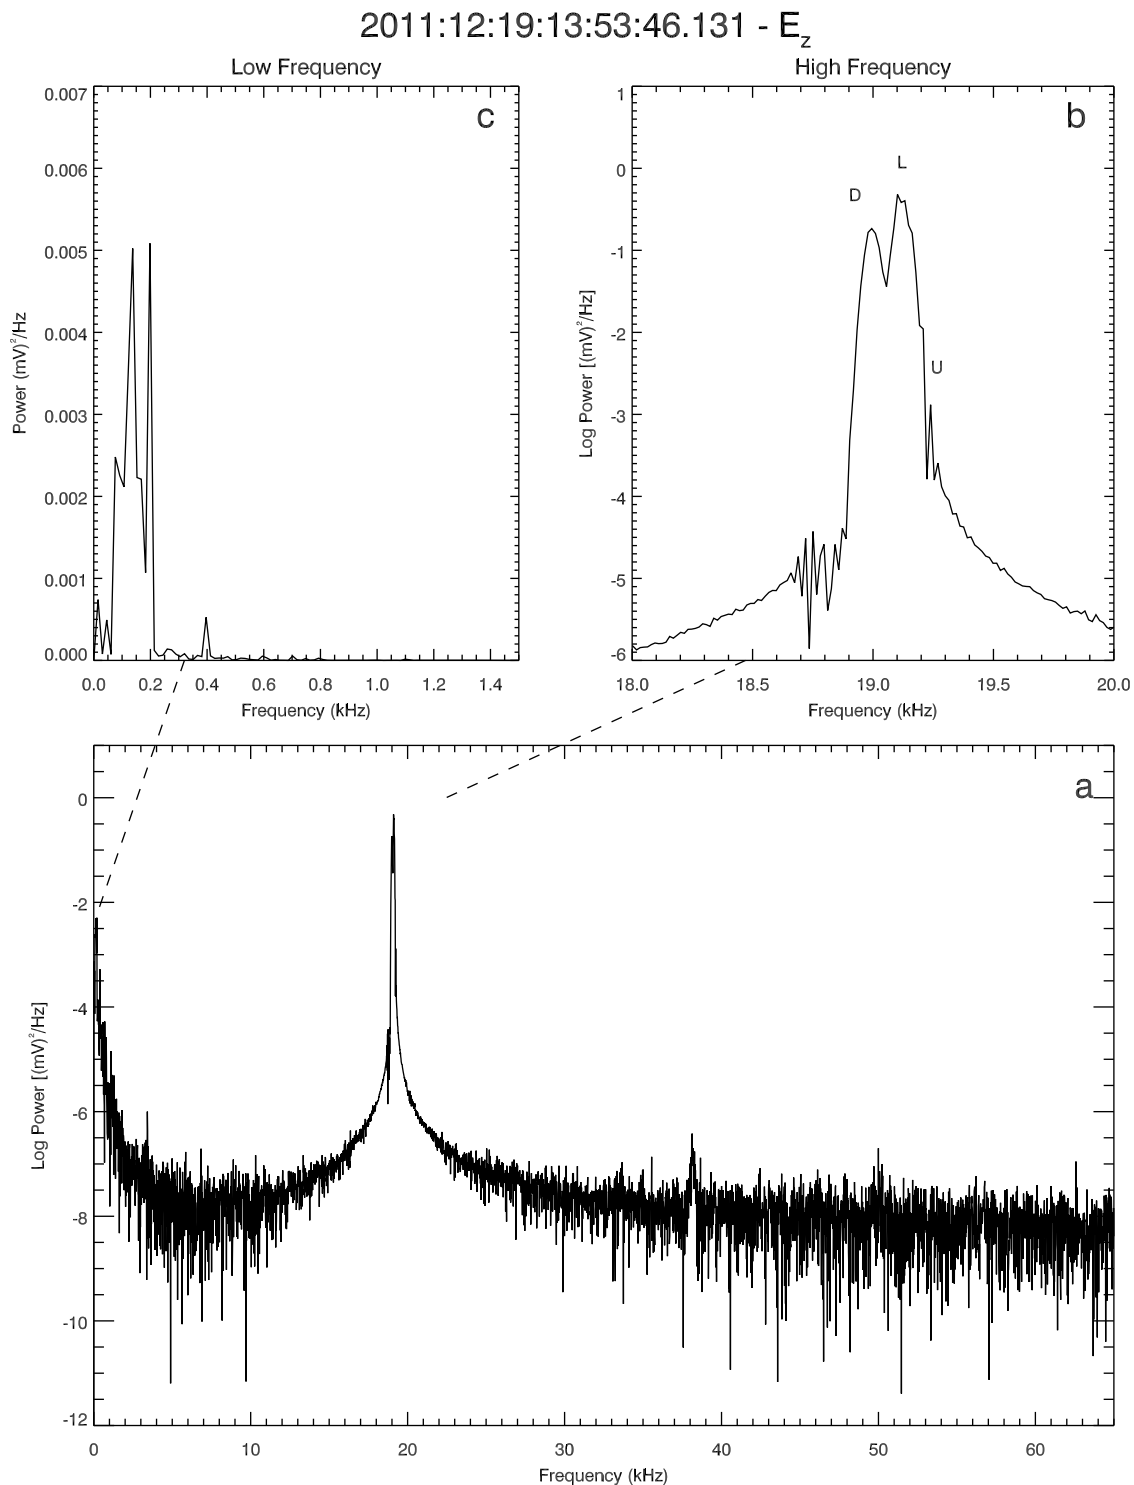 2011:12:19:13:53:46.131 - E_z
Low Frequency
High Frequency
c
0.007
0.006
0.005
0.004
0.003
0.002
0.001
0.000
Power (mV)²/Hz
0.0 0.2 0.4 0.6 0.8 1.0 1.2 1.4
Frequency (kHz)
b
1
0
-1
-2
-3
-4
-5
-6
Log Power [(mV)²/Hz]
D
L
U
18.0 18.5 19.0 19.5 20.0
Frequency (kHz)
a
0
-2
-4
-6
-8
-10
-12
Log Power [(mV)²/Hz]
0 10 20 30 40 50 60
Frequency (kHz)